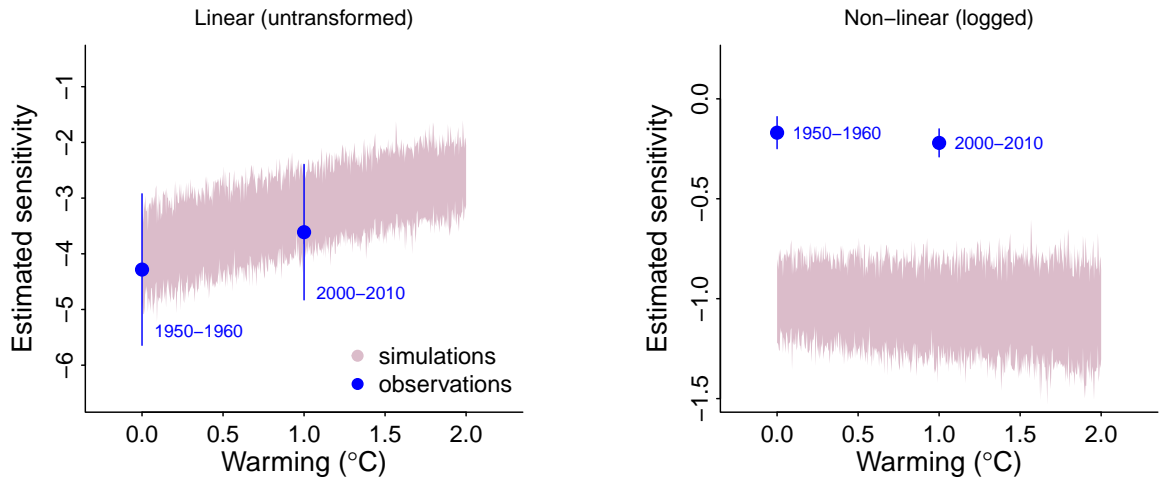 Linear (untransformed)
Estimated sensitivity
−1
−2
−3
−4
−5
−6
1950−1960
2000−2010
simulations
observations
0.0 0.5 1.0 1.5 2.0
Warming (°C)
Non−linear (logged)
Estimated sensitivity
0.0
−0.5
−1.0
−1.5
1950−1960
2000−2010
0.0 0.5 1.0 1.5 2.0
Warming (°C)